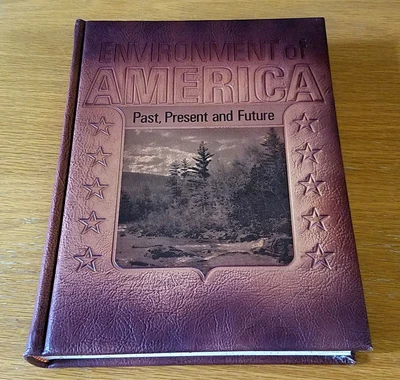 ENVIRONMENT of
AMERICA
Past, Present and Future